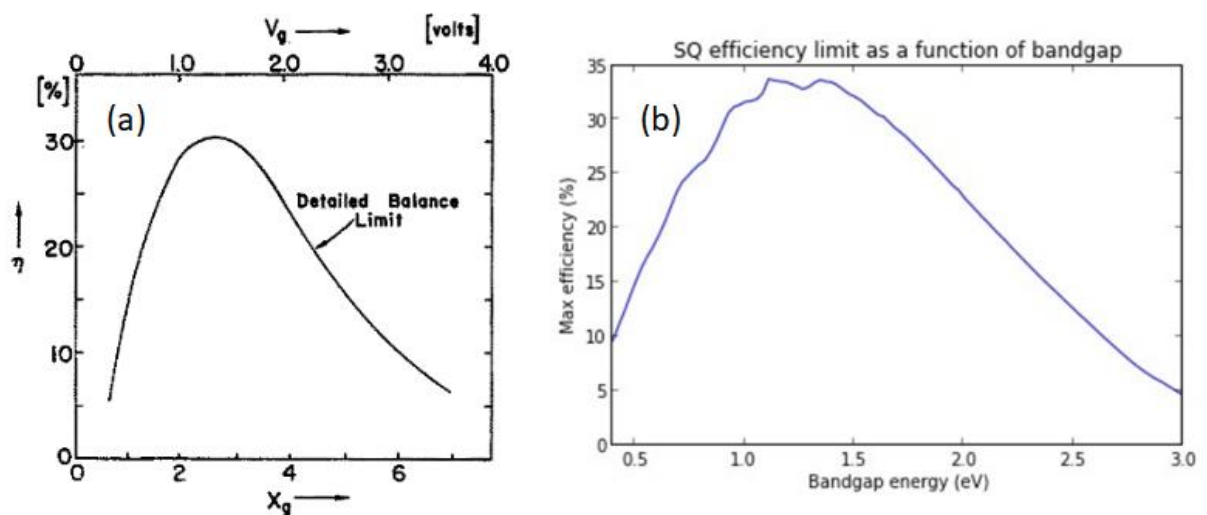 V_g → [volts]
0 1.0 2.0 3.0 4.0
[%]
(a)
30
20
10
0
η →
Detailed Balance
Limit
0 2 4 6
X_g →
SQ efficiency limit as a function of bandgap
(b)
35
30
25
20
15
10
5
0
Max efficiency (%)
0.5 1.0 1.5 2.0 2.5 3.0
Bandgap energy (eV)